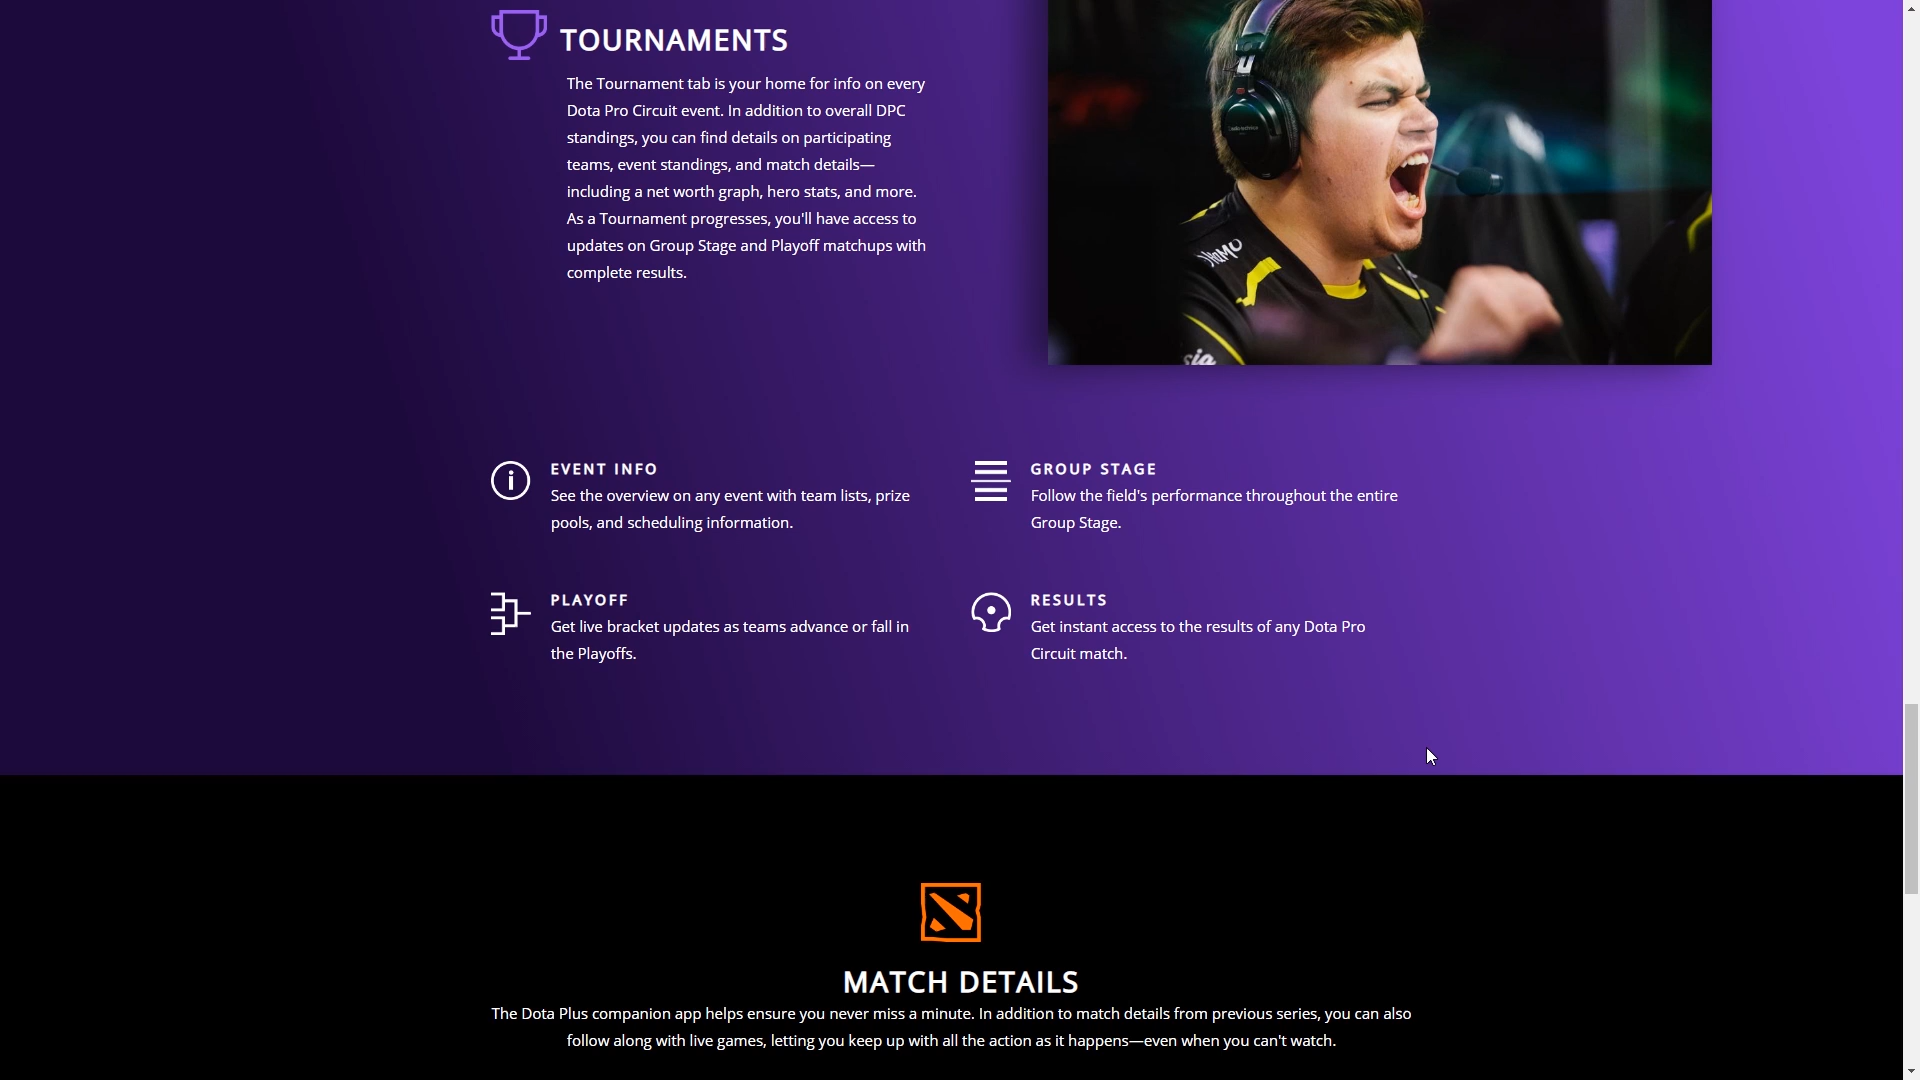 TOURNAMENTS
The Tournament tab is your home for info on every
Dota Pro Circuit event. In addition to overall DPC
standings, you can find details on participating
teams, event standings, and match details—
including a net worth graph, hero stats, and more.
As a Tournament progresses, you'll have access to
updates on Group Stage and Playoff matchups with
complete results.
EVENT INFO
See the overview on any event with team lists, prize
pools, and scheduling information.
GROUP STAGE
Follow the field's performance throughout the entire
Group Stage.
PLAYOFF
Get live bracket updates as teams advance or fall in
the Playoffs.
RESULTS
Get instant access to the results of any Dota Pro
Circuit match.
MATCH DETAILS
The Dota Plus companion app helps ensure you never miss a minute. In addition to match details from previous series, you can also
follow along with live games, letting you keep up with all the action as it happens—even when you can't watch.